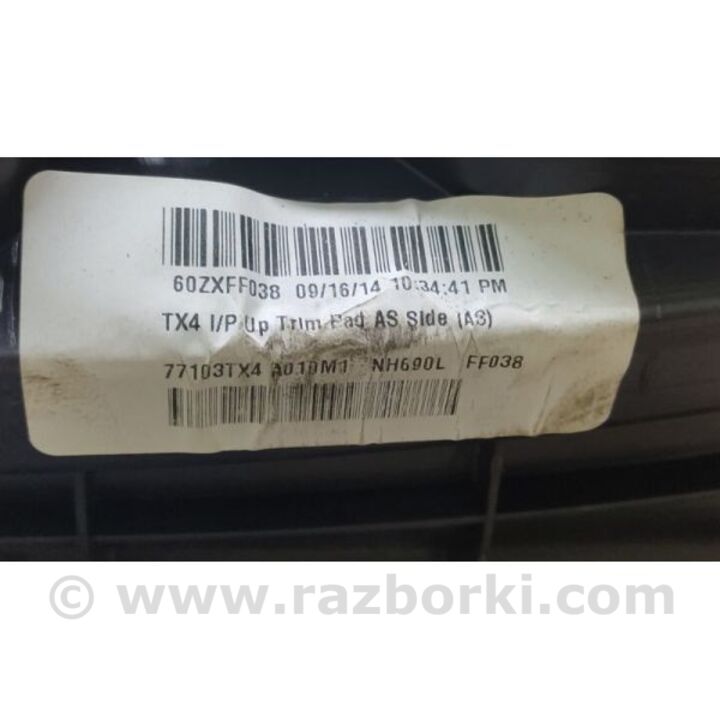 60ZXFF038 09/16/14 10:34:41 PM
TX4 I/P Up Trim Pad AS Side (AS)
77103TX4 A010M1 NH690L FF038
© www.razborki.com